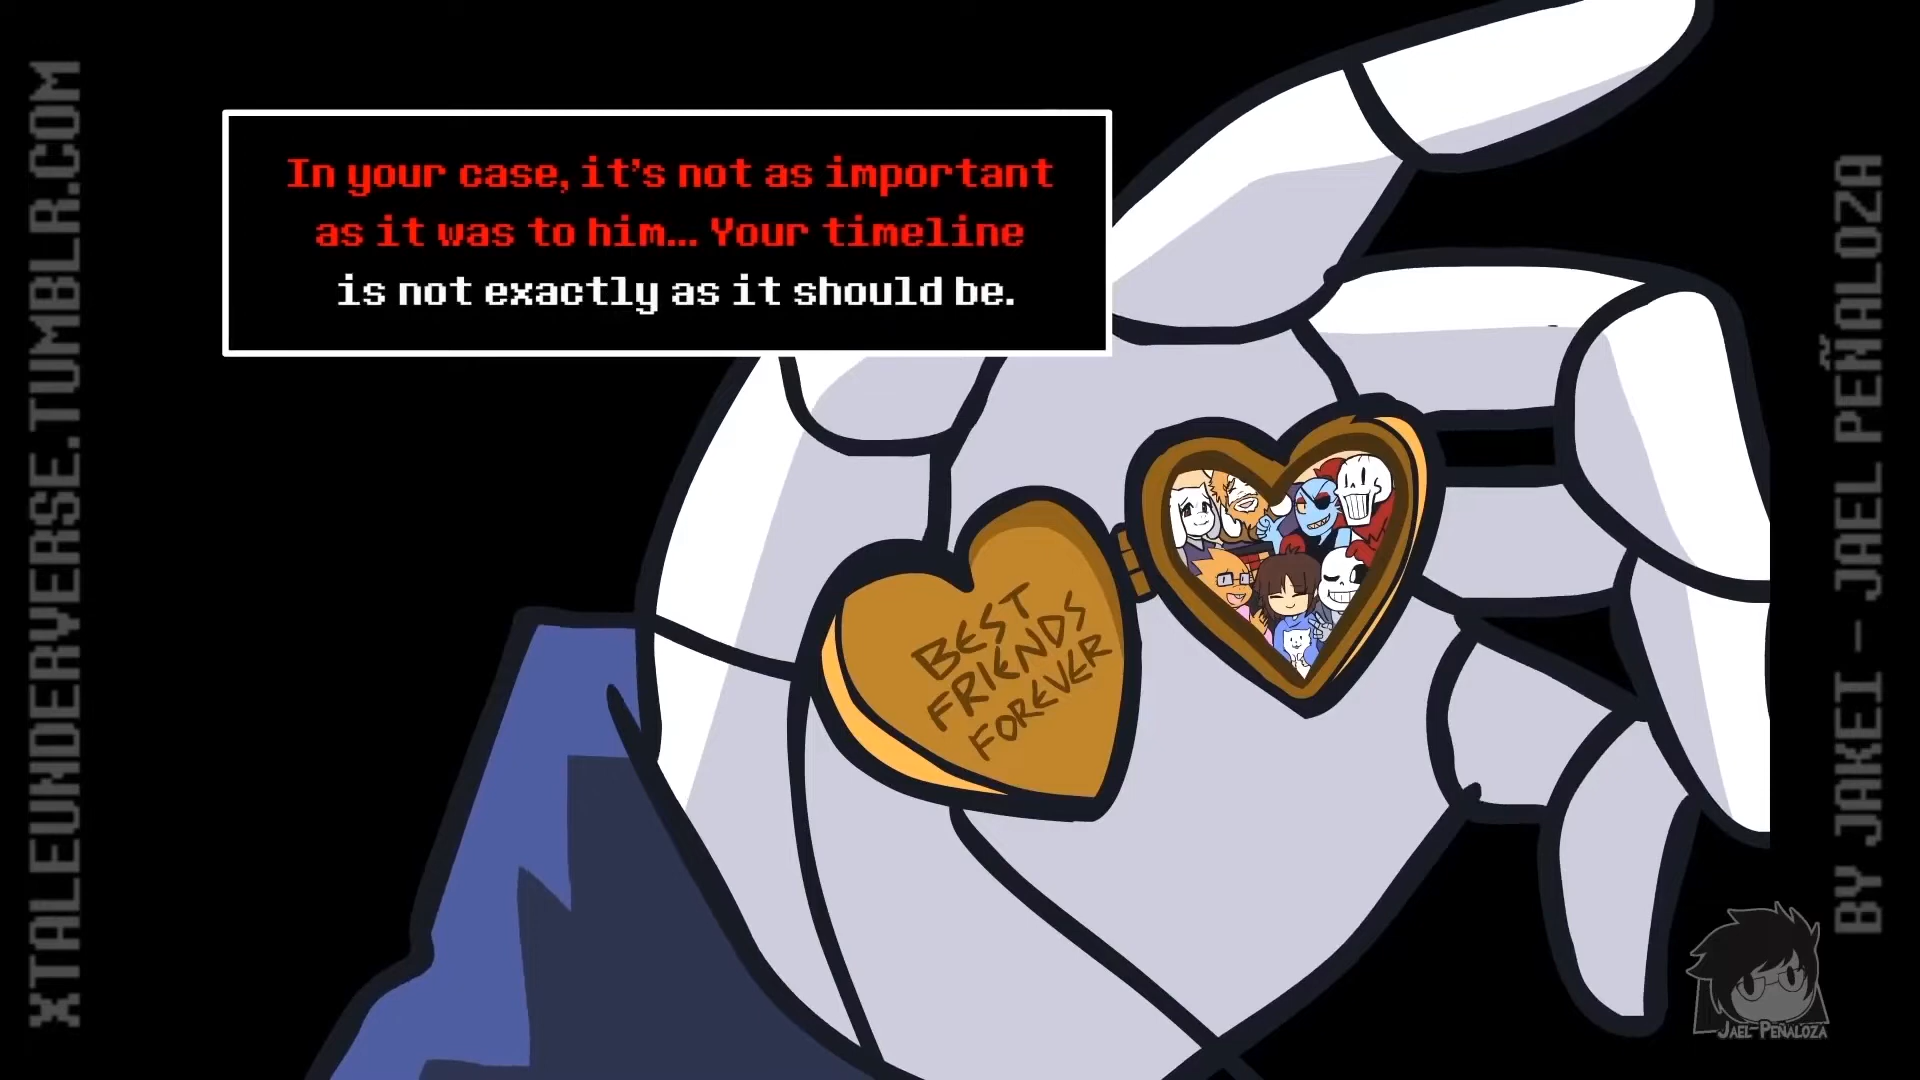 XTALEUNDERVERSE.TUMBLR.COM
In your case, it's not as important
as it was to him... Your timeline
is not exactly as it should be.
BEST
FRIENDS
FOREVER
BY JAKEI - JAEL PEÑALOZA
JAEL-PEÑALOZA